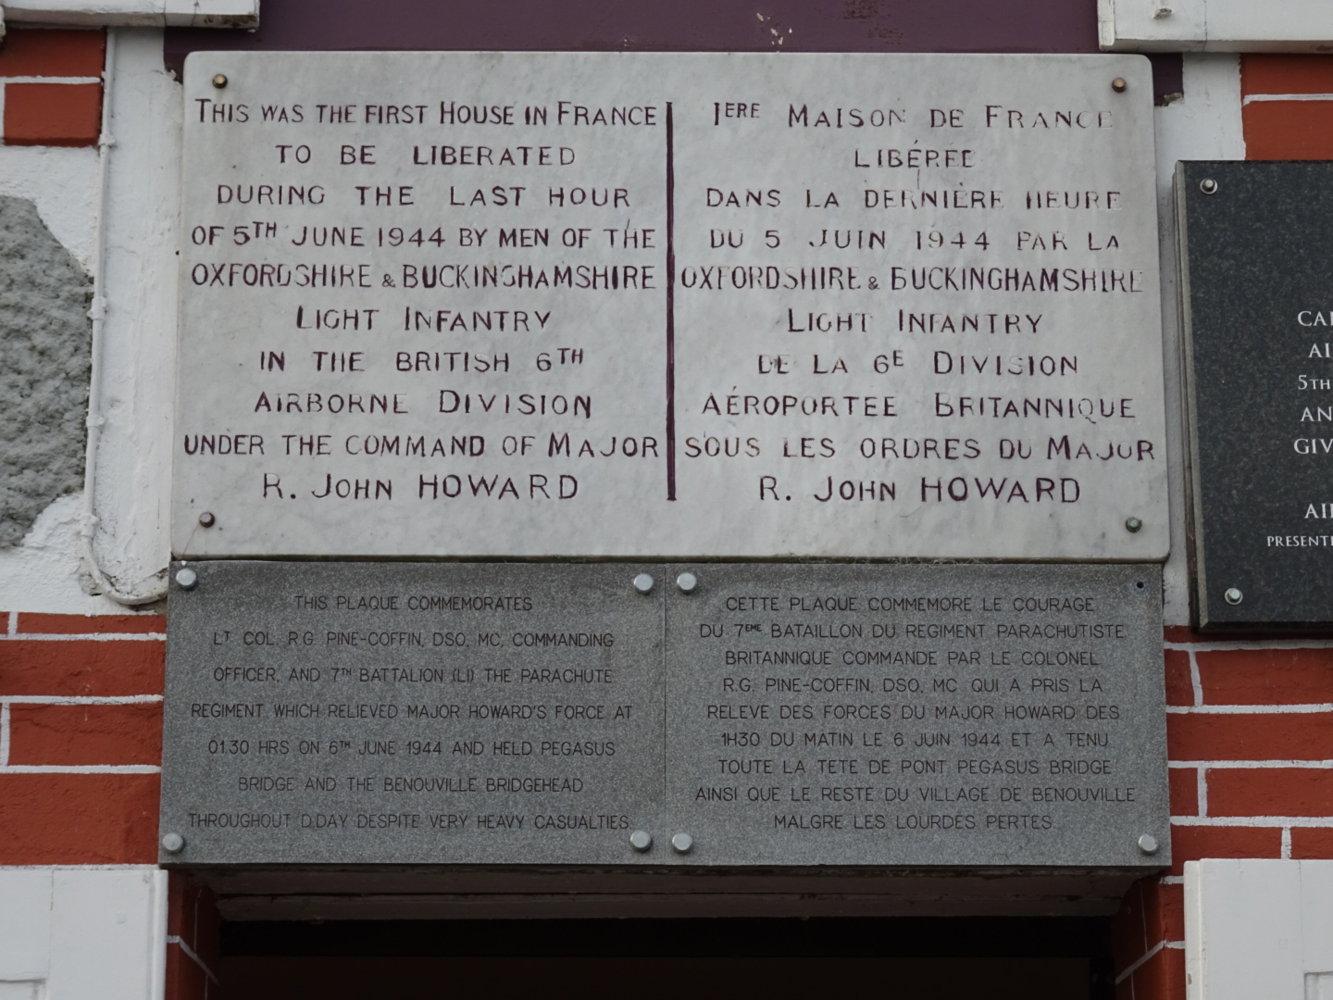 THIS WAS THE FIRST HOUSE IN FRANCE
TO BE LIBERATED
DURING THE LAST HOUR
OF 5TH JUNE 1944 BY MEN OF THE
OXFORDSHIRE & BUCKINGHAMSHIRE
LIGHT INFANTRY
IN THE BRITISH 6TH
AIRBORNE DIVISION
UNDER THE COMMAND OF MAJOR
R. JOHN HOWARD
1ERE MAISON DE FRANCE
LIBÉRÉE
DANS LA DERNIÈRE HEURE
DU 5 JUIN 1944 PAR LA
OXFORDSHIRE & BUCKINGHAMSHIRE
LIGHT INFANTRY
DE LA 6E DIVISION
AÉROPORTEE BRITANNIQUE
SOUS LES ORDRES DU MAJOR
R. JOHN HOWARD
THIS PLAQUE COMMEMORATES
LT COL. R.G. PINE-COFFIN, DSO, MC, COMMANDING
OFFICER, AND 7TH BATTALION (LI) THE PARACHUTE
REGIMENT WHICH RELIEVED MAJOR HOWARD'S FORCE AT
01.30 HRS ON 6TH JUNE 1944 AND HELD PEGASUS
BRIDGE AND THE BENOUVILLE BRIDGEHEAD
THROUGHOUT D.DAY DESPITE VERY HEAVY CASUALTIES.
CETTE PLAQUE COMMEMORE LE COURAGE
DU 7EME BATAILLON DU REGIMENT PARACHUTISTE
BRITANNIQUE COMMANDE PAR LE COLONEL
R.G. PINE-COFFIN, DSO, MC QUI A PRIS LA
RELEVE DES FORCES DU MAJOR HOWARD DES
1H30 DU MATIN LE 6 JUIN 1944 ET A TENU
TOUTE LA TETE DE PONT PEGASUS BRIDGE
AINSI QUE LE RESTE DU VILLAGE DE BENOUVILLE
MALGRE LES LOURDES PERTES.
5TH